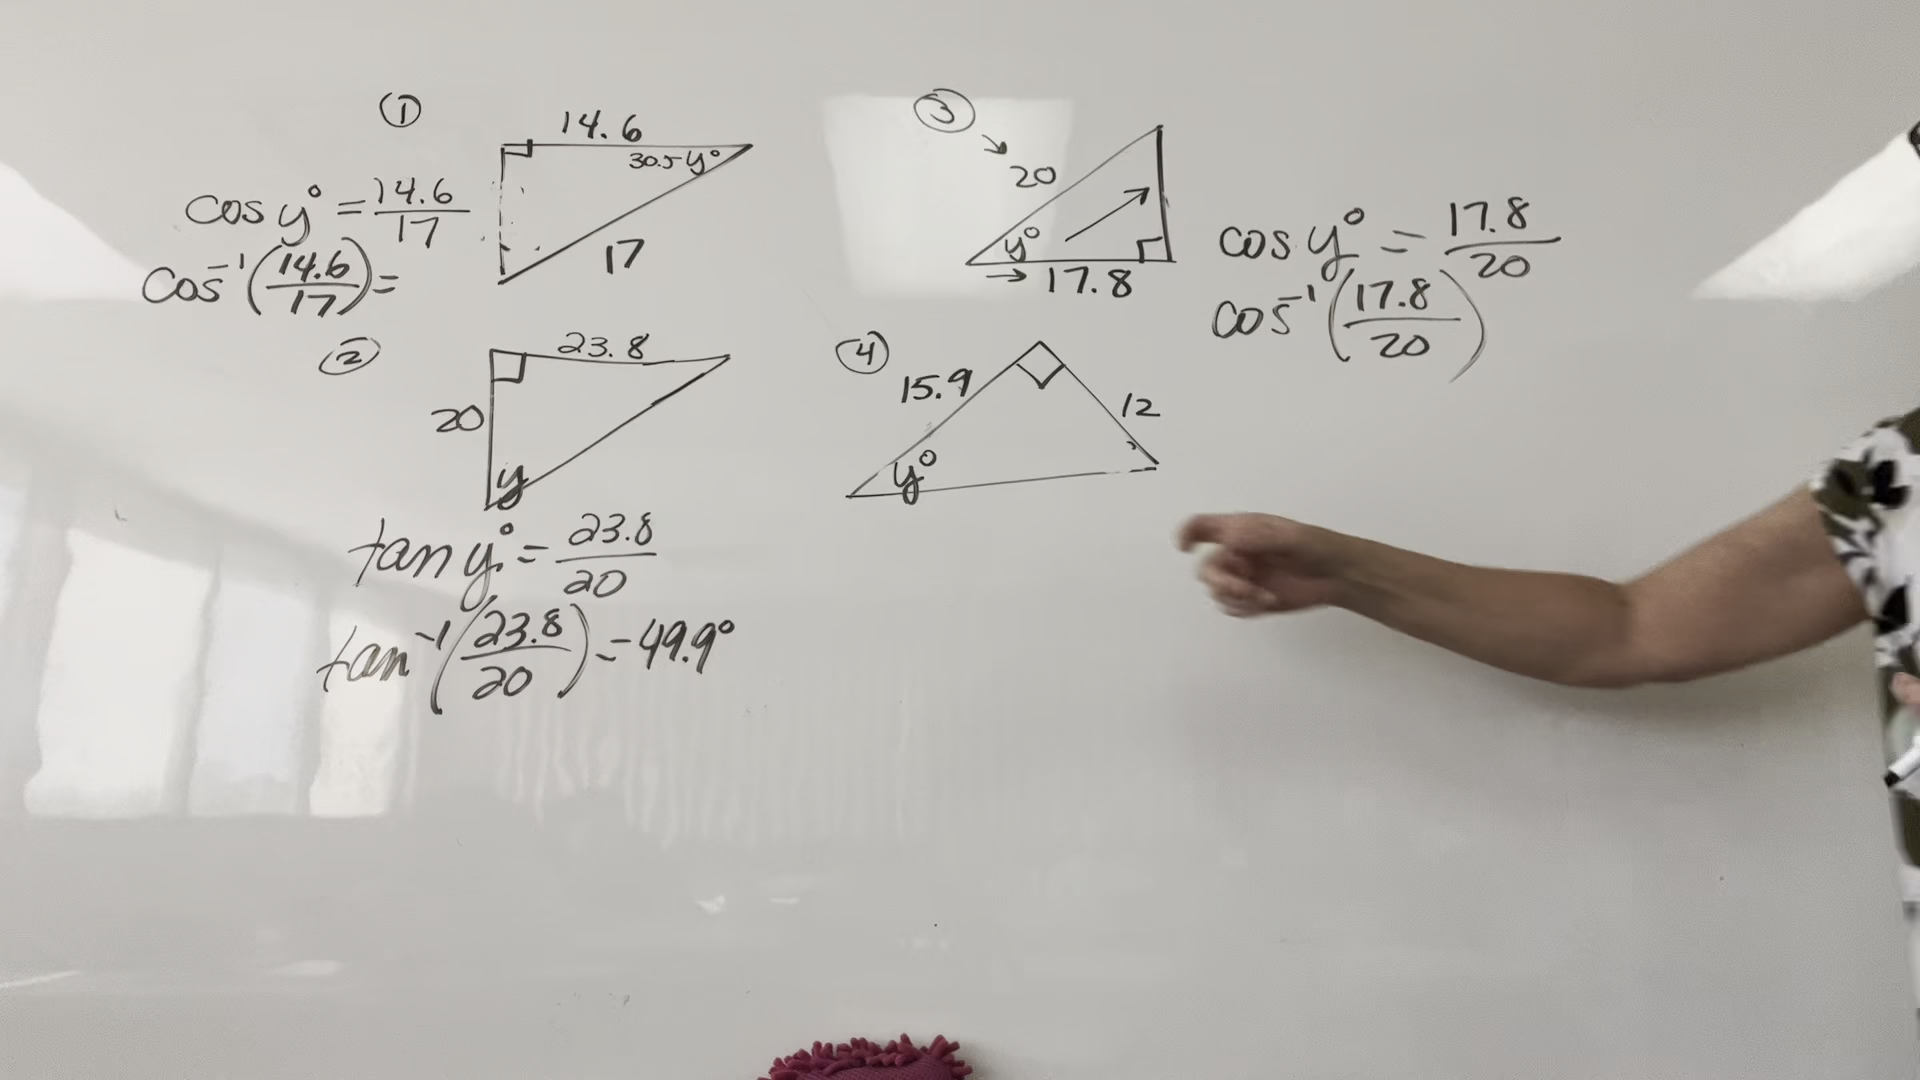 ①
14.6
30.5 y°
cos y° = 14.6/17
17
cos⁻¹(14.6/17) =
②
23.8
20
y
tan y° = 23.8/20
tan⁻¹(23.8/20) = 49.9°
③
20
y°
17.8
cos y° = 17.8/20
cos⁻¹(17.8/20)
④
15.9
12
y°